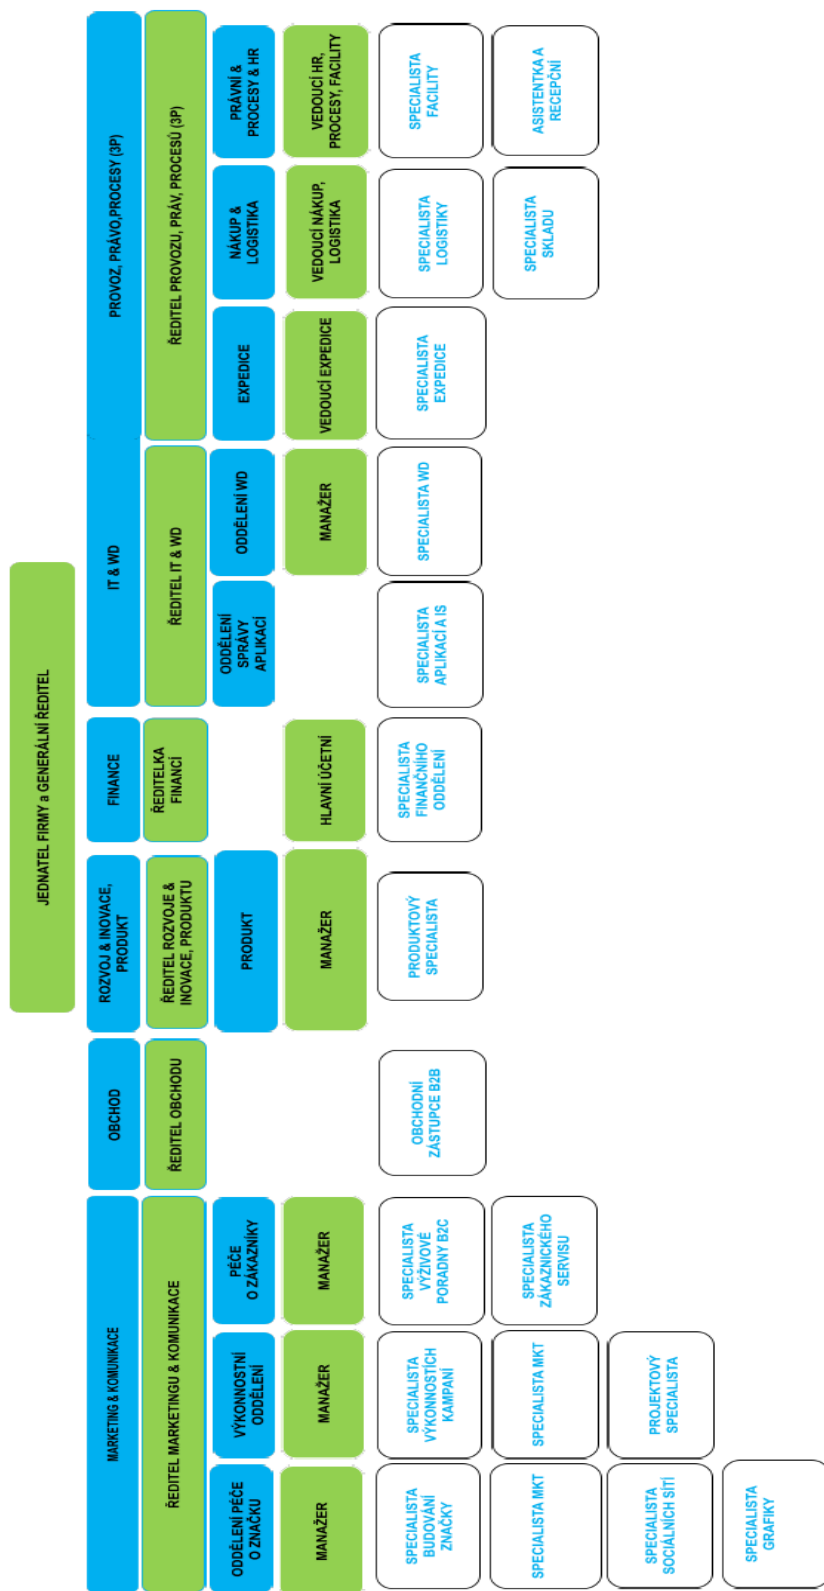 JEDNATEL FIRMY a GENERÁLNÍ ŘEDITEL
MARKETING & KOMUNIKACE
OBCHOD
ROZVOJ & INOVACE,
PRODUKT
FINANCE
IT & WD
PROVOZ, PRÁVO,PROCESY (3P)
ŘEDITEL MARKETINGU & KOMUNIKACE
ŘEDITEL OBCHODU
ŘEDITEL ROZVOJE &
INOVACE, PRODUKTU
ŘEDITELKA
FINANCÍ
ŘEDITEL IT & WD
ŘEDITEL PROVOZU, PRÁV, PROCESŮ (3P)
ODDĚLENÍ PÉČE
O ZNAČKU
VÝKONNOSTNÍ
ODDĚLENÍ
PÉČE
O ZÁKAZNÍKY
PRODUKT
ODDĚLENÍ
SPRÁVY
APLIKACÍ
ODDĚLENÍ WD
EXPEDICE
NÁKUP &
LOGISTIKA
PRÁVNÍ &
PROCESY & HR
MANAŽER
MANAŽER
MANAŽER
MANAŽER
HLAVNÍ ÚČETNÍ
MANAŽER
VEDOUCÍ EXPEDICE
VEDOUCÍ NÁKUP,
LOGISTIKA
VEDOUCÍ HR,
PROCESY, FACILITY
SPECIALISTA
BUDOVÁNÍ
ZNAČKY
SPECIALISTA
VÝKONNOSTÍCH
KAMPANÍ
SPECIALISTA
VÝŽIVOVÉ
PORADNY B2C
OBCHODNÍ
ZÁSTUPCE B2B
PRODUKTOVÝ
SPECIALISTA
SPECIALISTA
FINANČNÍHO
ODDĚLENÍ
SPECIALISTA
APLIKACÍ A IS
SPECIALISTA WD
SPECIALISTA
EXPEDICE
SPECIALISTA
LOGISTIKY
SPECIALISTA
FACILITY
SPECIALISTA MKT
SPECIALISTA MKT
SPECIALISTA
ZÁKAZNICKÉHO
SERVISU
SPECIALISTA
SKLADU
ASISTENTKA A
RECEPČNÍ
SPECIALISTA
SOCIÁLNÍCH SÍTÍ
PROJEKTOVÝ
SPECIALISTA
SPECIALISTA
GRAFIKY